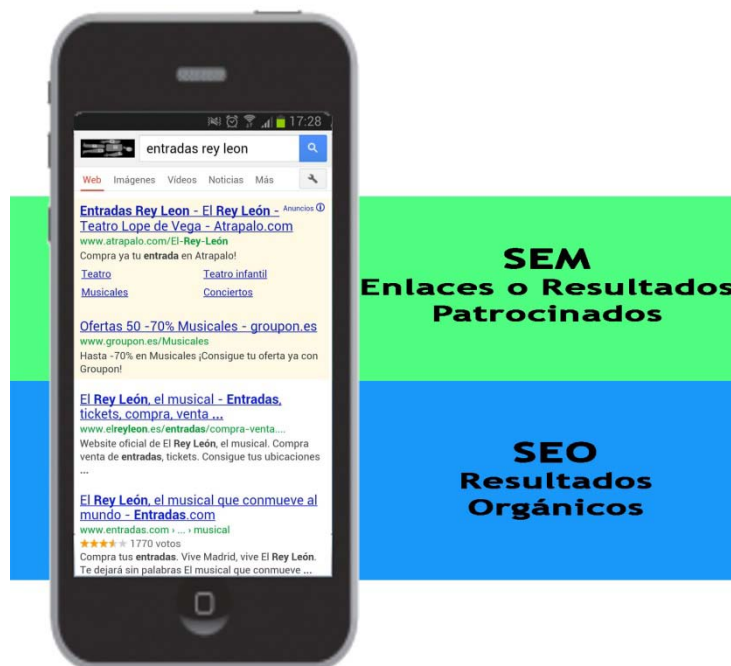 17:28
entradas rey leon
Web Imágenes Vídeos Noticias Más
Entradas Rey Leon - El Rey León - Anuncios
Teatro Lope de Vega - Atrapalo.com
www.atrapalo.com/El-Rey-León
Compra ya tu entrada en Atrapalo!
Teatro Teatro infantil
Musicales Conciertos
Ofertas 50 -70% Musicales - groupon.es
www.groupon.es/Musicales
Hasta -70% en Musicales ¡Consigue tu oferta ya con
Groupon!
El Rey León, el musical - Entradas,
tickets, compra, venta ...
www.elreyleon.es/entradas/compra-venta....
Website oficial de El Rey León, el musical. Compra
venta de entradas, tickets. Consigue tus ubicaciones
...
El Rey León, el musical que conmueve al
mundo - Entradas.com
www.entradas.com › ... › musical
1770 votos
Compra tus entradas. Vive Madrid, vive El Rey León.
Te dejará sin palabras El musical que conmueve ...
SEM
Enlaces o Resultados
Patrocinados
SEO
Resultados
Orgánicos